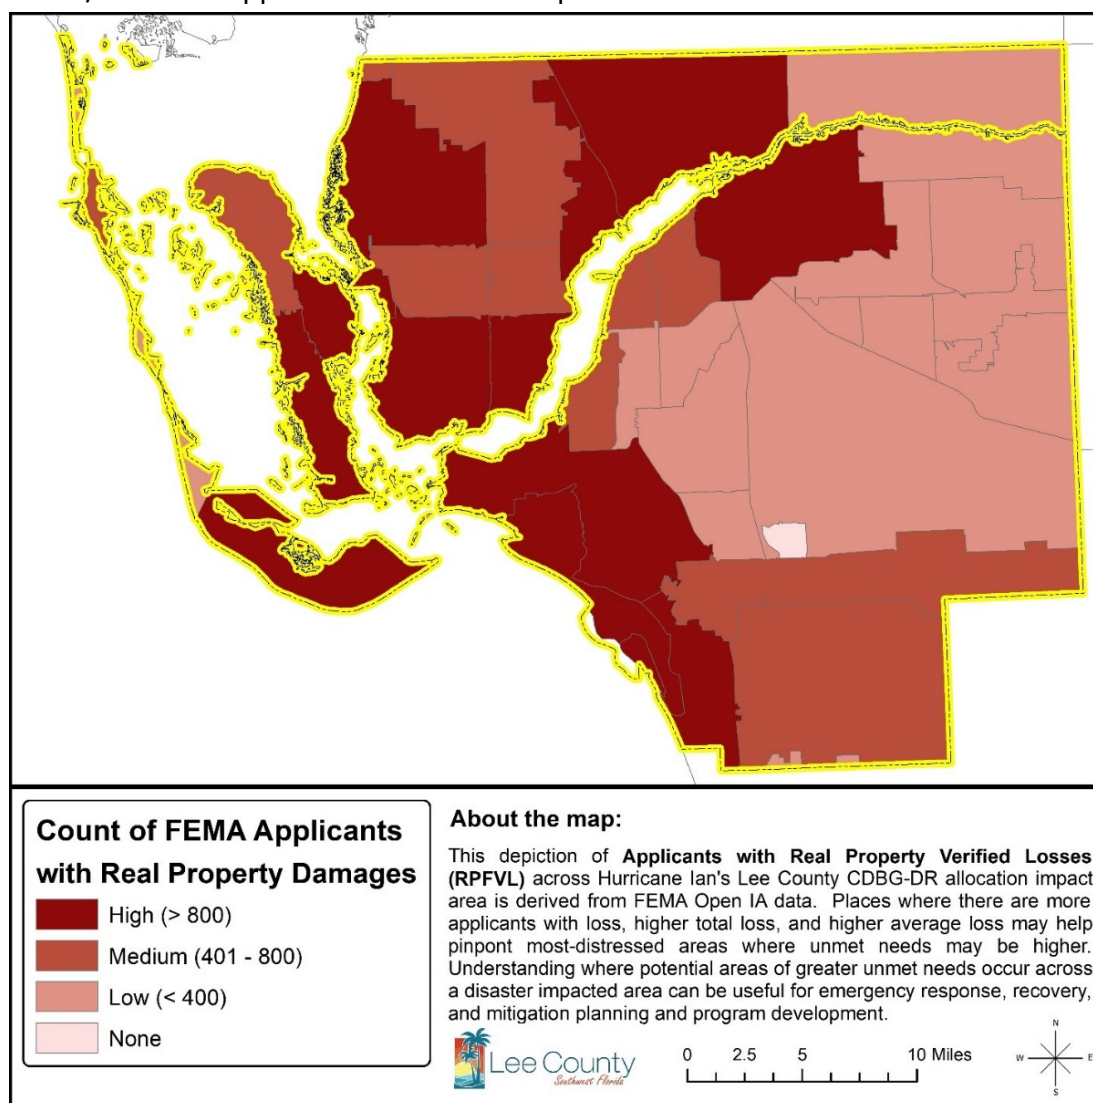 Count of FEMA Applicants
with Real Property Damages
High (> 800)
Medium (401 - 800)
Low (< 400)
None
About the map:
This depiction of Applicants with Real Property Verified Losses
(RPFVL) across Hurricane Ian's Lee County CDBG-DR allocation impact
area is derived from FEMA Open IA data. Places where there are more
applicants with loss, higher total loss, and higher average loss may help
pinpont most-distressed areas where unmet needs may be higher.
Understanding where potential areas of greater unmet needs occur across
a disaster impacted area can be useful for emergency response, recovery,
and mitigation planning and program development.
Lee County
Southwest Florida
0 2.5 5 10 Miles
N
W E
S